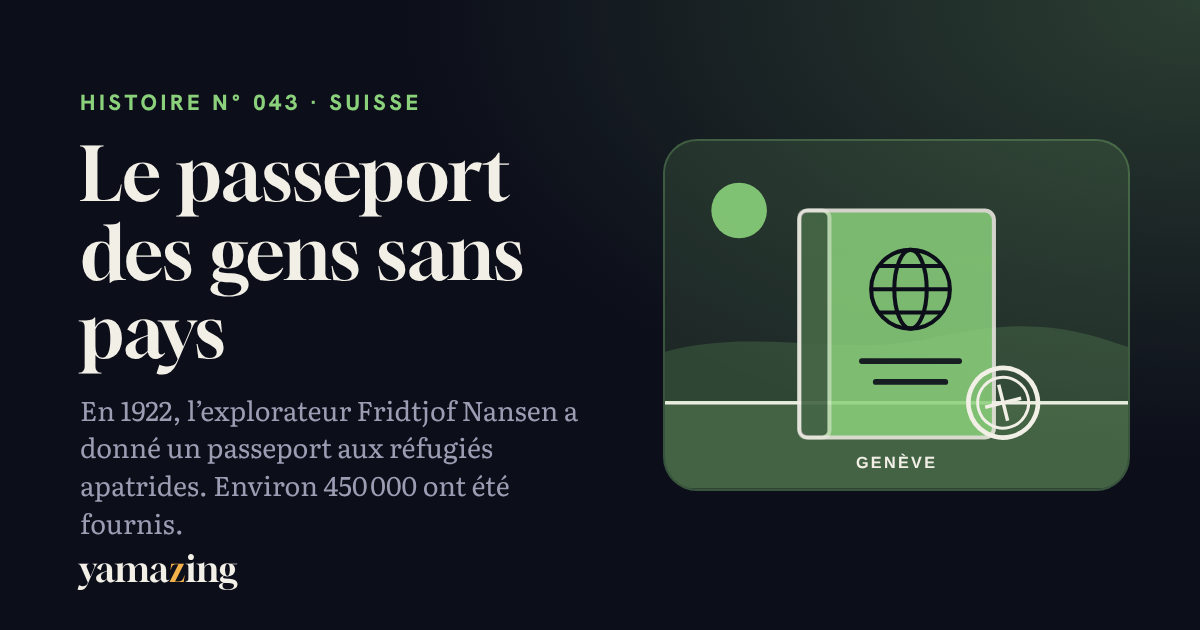 HISTOIRE N° 043 · SUISSE
Le passeport
des gens sans
pays
En 1922, l’explorateur Fridtjof Nansen a
donné un passeport aux réfugiés
apatrides. Environ 450 000 ont été
fournis.
yamazing
GENÈVE